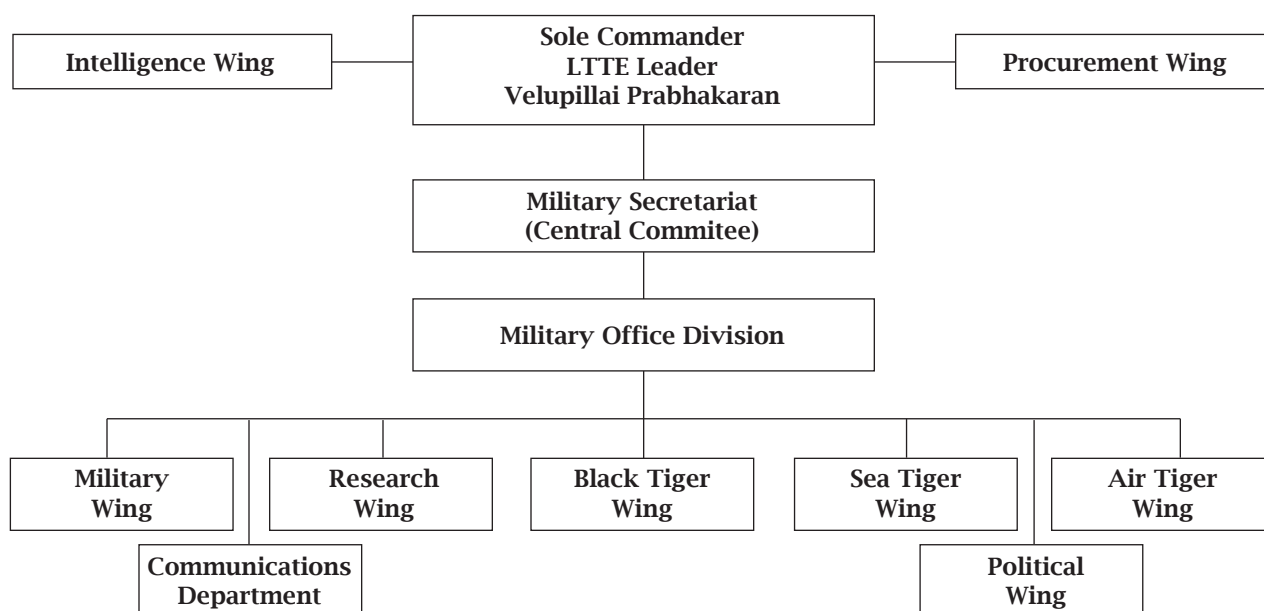 Intelligence Wing
Sole Commander
LTTE Leader
Velupillai Prabhakaran
Procurement Wing
Military Secretariat
(Central Commitee)
Military Office Division
Military
Wing
Research
Wing
Black Tiger
Wing
Sea Tiger
Wing
Air Tiger
Wing
Communications
Department
Political
Wing